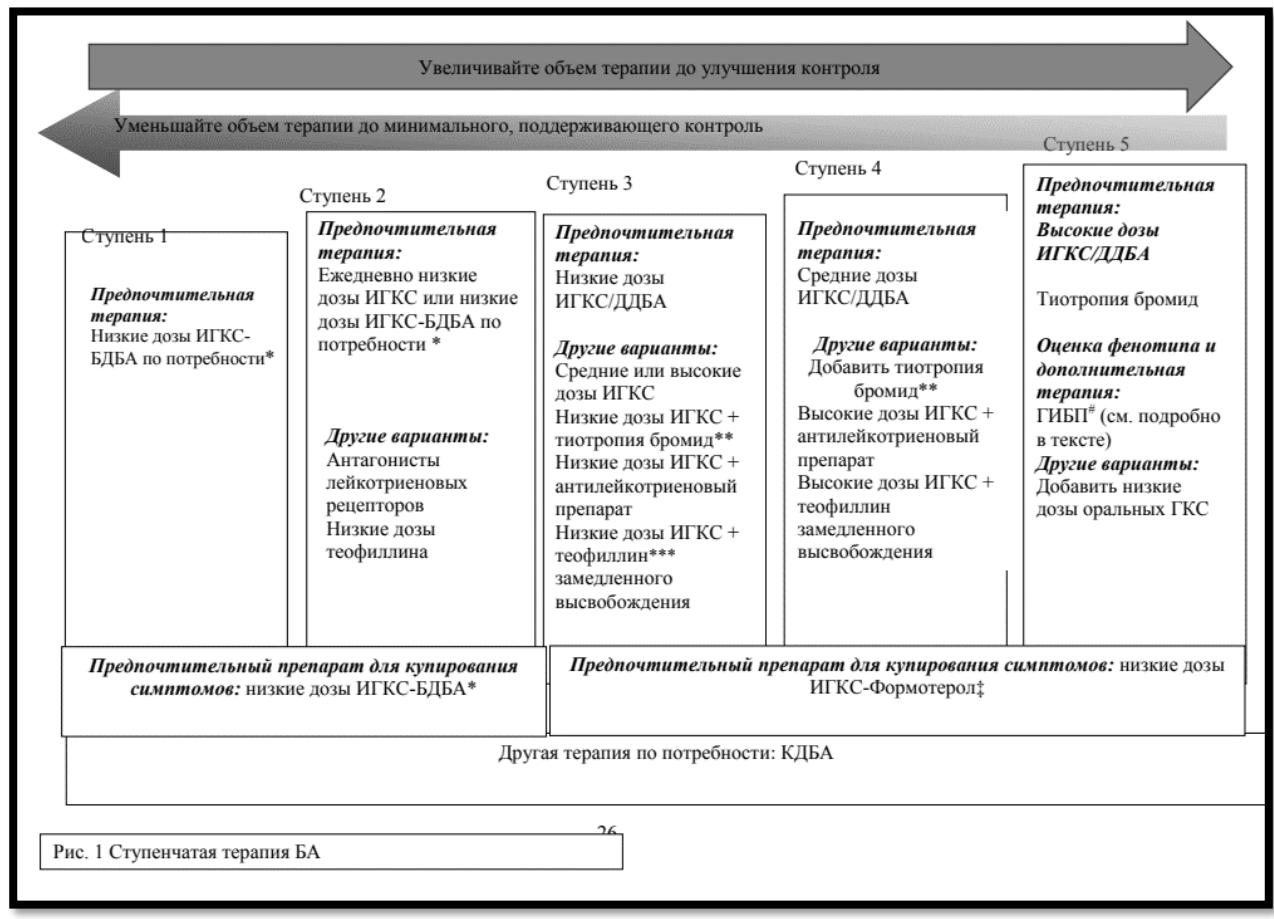 Увеличивайте объем терапии до улучшения контроля
Уменьшайте объем терапии до минимального, поддерживающего контроль
Ступень 1
Предпочтительная
терапия:
Низкие дозы ИГКС-
БДБА по потребности*
Ступень 2
Предпочтительная
терапия:
Ежедневно низкие
дозы ИГКС или низкие
дозы ИГКС-БДБА по
потребности *
Другие варианты:
Антагонисты
лейкотриеновых
рецепторов
Низкие дозы
теофиллина
Ступень 3
Предпочтительная
терапия:
Низкие дозы
ИГКС/ДДБА
Другие варианты:
Средние или высокие
дозы ИГКС
Низкие дозы ИГКС +
тиотропия бромид**
Низкие дозы ИГКС +
антилейкотриеновый
препарат
Низкие дозы ИГКС +
теофиллин***
замедленного
высвобождения
Ступень 4
Предпочтительная
терапия:
Средние дозы
ИГКС/ДДБА
Другие варианты:
Добавить тиотропия
бромид**
Высокие дозы ИГКС +
антилейкотриеновый
препарат
Высокие дозы ИГКС +
теофиллин
замедленного
высвобождения
Ступень 5
Предпочтительная
терапия:
Высокие дозы
ИГКС/ДДБА
Тиотропия бромид
Оценка фенотипа и
дополнительная
терапия:
ГИБП# (см. подробно
в тексте)
Другие варианты:
Добавить низкие
дозы оральных ГКС
Предпочтительный препарат для купирования
симптомов: низкие дозы ИГКС-БДБА*
Предпочтительный препарат для купирования симптомов: низкие дозы
ИГКС-Формотерол‡
Другая терапия по потребности: КДБА
26
Рис. 1 Ступенчатая терапия БА